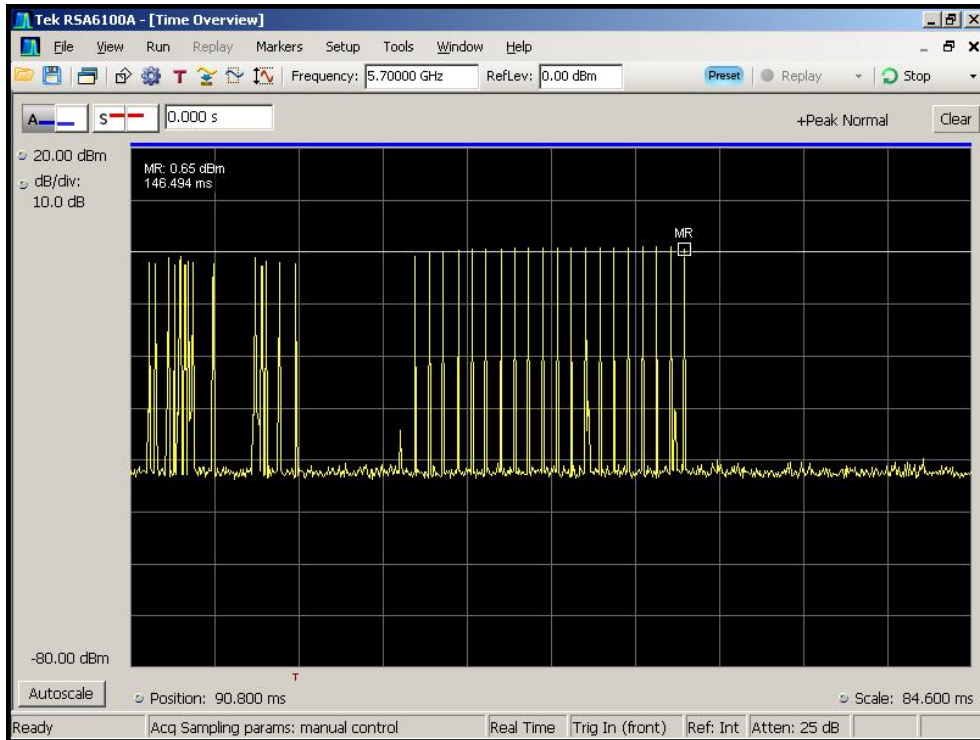 Tek RSA6100A - [Time Overview]
File View Run Replay Markers Setup Tools Window Help
T Frequency: 5.70000 GHz RefLev: 0.00 dBm Preset Replay Stop
A S 0.000 s +Peak Normal Clear
20.00 dBm
dB/div:
10.0 dB
MR: 0.65 dBm
146.494 ms
MR
-80.00 dBm
T
Autoscale Position: 90.800 ms Scale: 84.600 ms
Ready Acq Sampling params: manual control Real Time Trig In (front) Ref: Int Atten: 25 dB